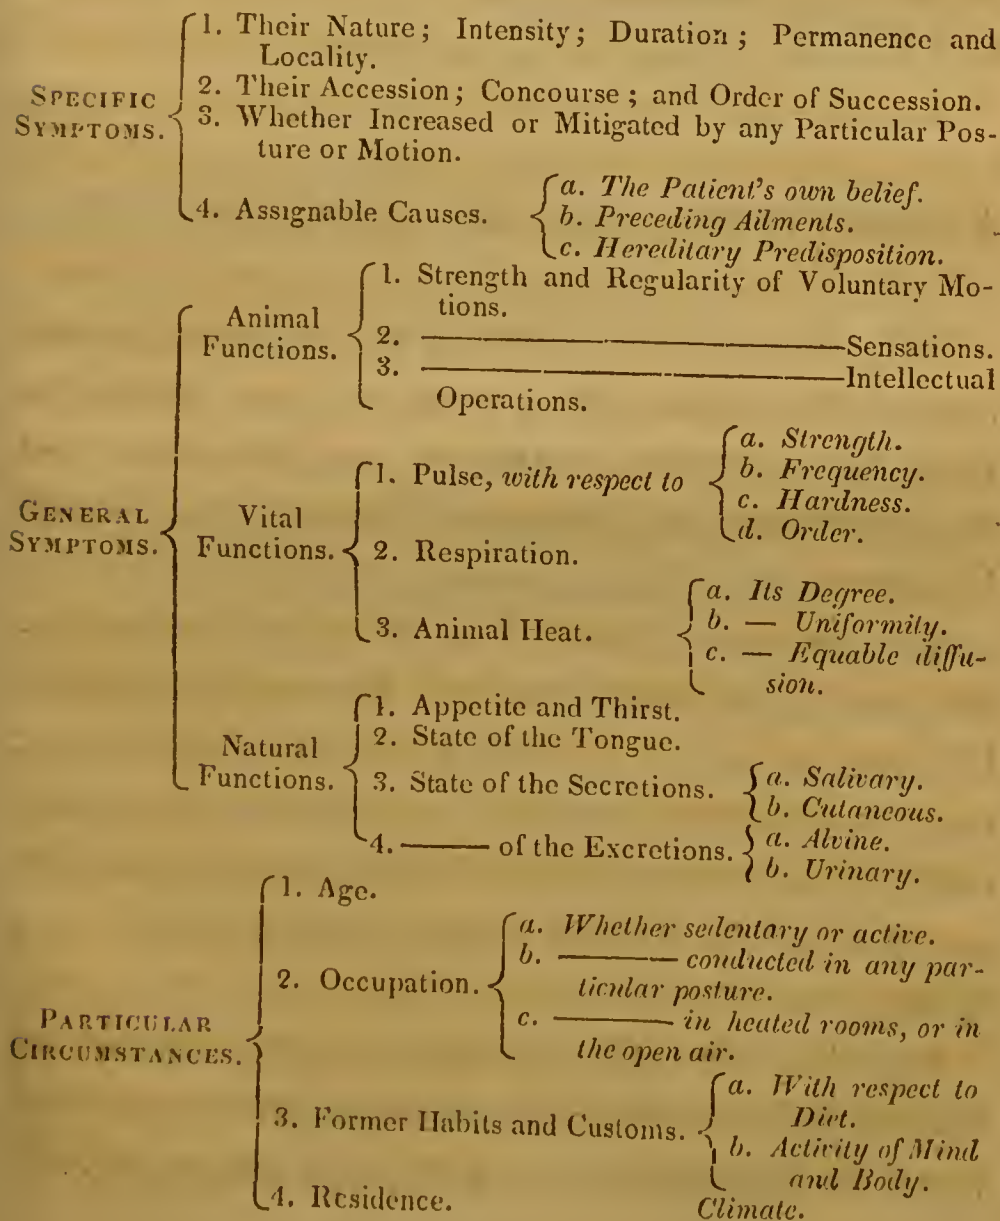 1. Their Nature; Intensity; Duration; Permanence and
Locality.
SPECIFIC
SYMPTOMS.
2. Their Accession; Concourse; and Order of Succession.
3. Whether Increased or Mitigated by any Particular Pos-
ture or Motion.
4. Assignable Causes.
a. The Patient's own belief.
b. Preceding Ailments.
c. Hereditary Predisposition.
GENERAL
SYMPTOMS.
Animal
Functions.
1. Strength and Regularity of Voluntary Mo-
tions.
2. ——————Sensations.
3. ——————Intellectual
Operations.
Vital
Functions.
1. Pulse, with respect to
a. Strength.
b. Frequency.
c. Hardness.
d. Order.
2. Respiration.
3. Animal Heat.
a. Its Degree.
b. — Uniformity.
c. — Equable diffu-
sion.
Natural
Functions.
1. Appetite and Thirst.
2. State of the Tongue.
3. State of the Secretions.
a. Salivary.
b. Cutaneous.
4. ——— of the Excretions.
a. Alvine.
b. Urinary.
PARTICULAR
CIRCUMSTANCES.
1. Age.
2. Occupation.
a. Whether sedentary or active.
b. ——— conducted in any par-
ticular posture.
c. ——— in heated rooms, or in
the open air.
3. Former Habits and Customs.
a. With respect to
Diet.
b. Activity of Mind
and Body.
4. Residence.
Climate.